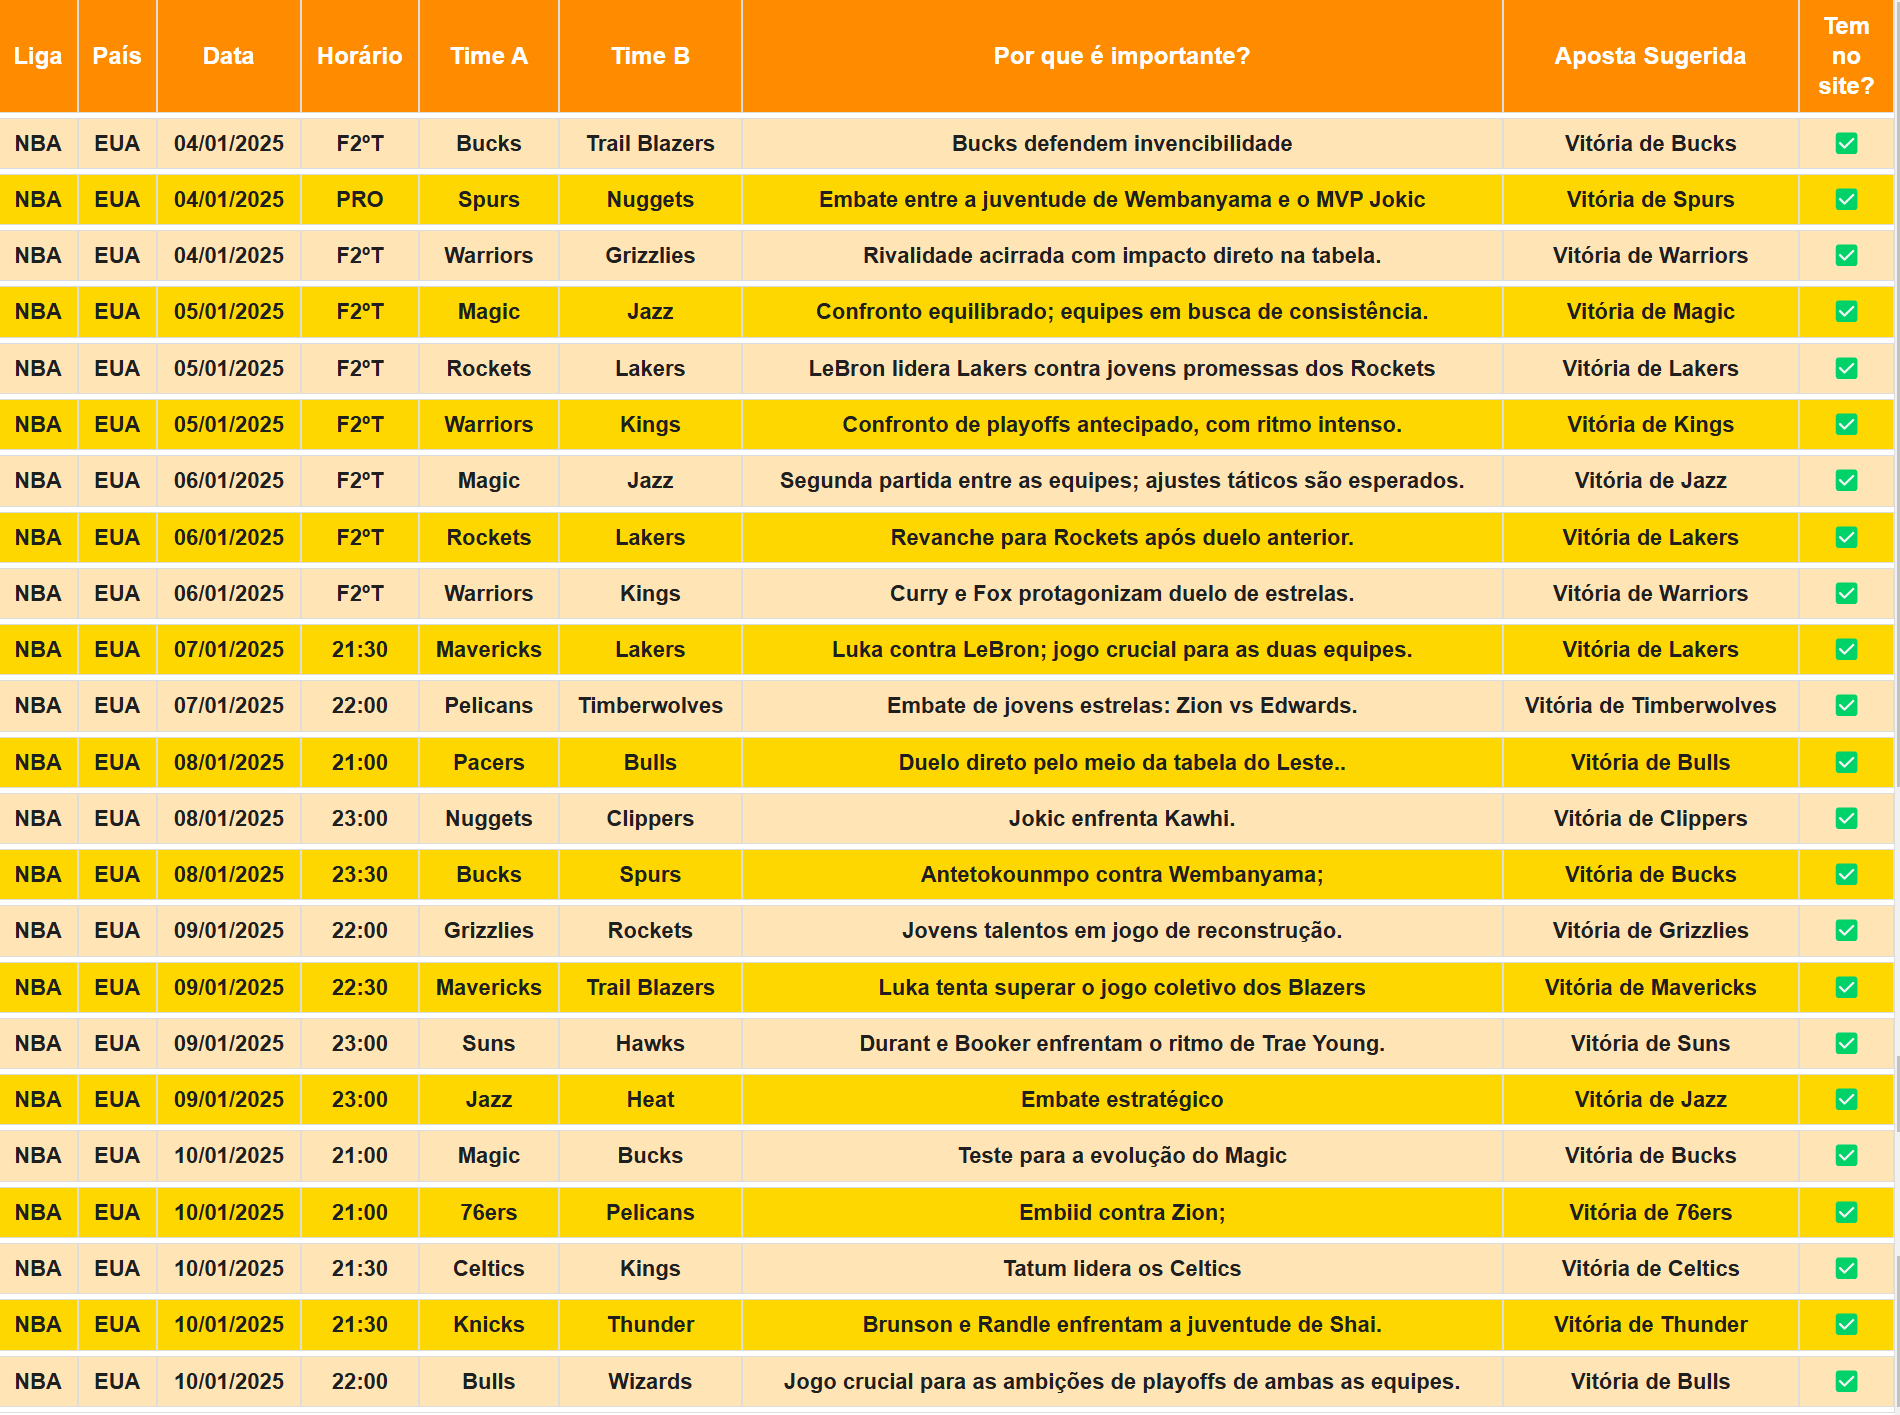 Liga País Data Horário Time A Time B Por que é importante? Aposta Sugerida Tem no site?
NBA EUA 04/01/2025 F2ºT Bucks Trail Blazers Bucks defendem invencibilidade Vitória de Bucks ✅
NBA EUA 04/01/2025 PRO Spurs Nuggets Embate entre a juventude de Wembanyama e o MVP Jokic Vitória de Spurs ✅
NBA EUA 04/01/2025 F2ºT Warriors Grizzlies Rivalidade acirrada com impacto direto na tabela. Vitória de Warriors ✅
NBA EUA 05/01/2025 F2ºT Magic Jazz Confronto equilibrado; equipes em busca de consistência. Vitória de Magic ✅
NBA EUA 05/01/2025 F2ºT Rockets Lakers LeBron lidera Lakers contra jovens promessas dos Rockets Vitória de Lakers ✅
NBA EUA 05/01/2025 F2ºT Warriors Kings Confronto de playoffs antecipado, com ritmo intenso. Vitória de Kings ✅
NBA EUA 06/01/2025 F2ºT Magic Jazz Segunda partida entre as equipes; ajustes táticos são esperados. Vitória de Jazz ✅
NBA EUA 06/01/2025 F2ºT Rockets Lakers Revanche para Rockets após duelo anterior. Vitória de Lakers ✅
NBA EUA 06/01/2025 F2ºT Warriors Kings Curry e Fox protagonizam duelo de estrelas. Vitória de Warriors ✅
NBA EUA 07/01/2025 21:30 Mavericks Lakers Luka contra LeBron; jogo crucial para as duas equipes. Vitória de Lakers ✅
NBA EUA 07/01/2025 22:00 Pelicans Timberwolves Embate de jovens estrelas: Zion vs Edwards. Vitória de Timberwolves ✅
NBA EUA 08/01/2025 21:00 Pacers Bulls Duelo direto pelo meio da tabela do Leste.. Vitória de Bulls ✅
NBA EUA 08/01/2025 23:00 Nuggets Clippers Jokic enfrenta Kawhi. Vitória de Clippers ✅
NBA EUA 08/01/2025 23:30 Bucks Spurs Antetokounmpo contra Wembanyama; Vitória de Bucks ✅
NBA EUA 09/01/2025 22:00 Grizzlies Rockets Jovens talentos em jogo de reconstrução. Vitória de Grizzlies ✅
NBA EUA 09/01/2025 22:30 Mavericks Trail Blazers Luka tenta superar o jogo coletivo dos Blazers Vitória de Mavericks ✅
NBA EUA 09/01/2025 23:00 Suns Hawks Durant e Booker enfrentam o ritmo de Trae Young. Vitória de Suns ✅
NBA EUA 09/01/2025 23:00 Jazz Heat Embate estratégico Vitória de Jazz ✅
NBA EUA 10/01/2025 21:00 Magic Bucks Teste para a evolução do Magic Vitória de Bucks ✅
NBA EUA 10/01/2025 21:00 76ers Pelicans Embiid contra Zion; Vitória de 76ers ✅
NBA EUA 10/01/2025 21:30 Celtics Kings Tatum lidera os Celtics Vitória de Celtics ✅
NBA EUA 10/01/2025 21:30 Knicks Thunder Brunson e Randle enfrentam a juventude de Shai. Vitória de Thunder ✅
NBA EUA 10/01/2025 22:00 Bulls Wizards Jogo crucial para as ambições de playoffs de ambas as equipes. Vitória de Bulls ✅